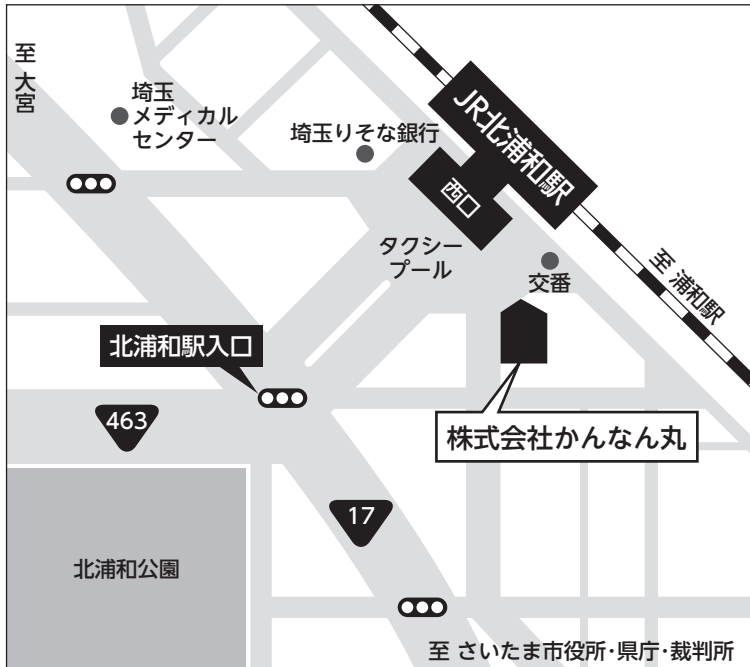 至
大
宮
埼玉
メディカル
センター
埼玉りそな銀行
JR北浦和駅
西口
タクシー
プール
交番
至 浦和駅
北浦和駅入口
463
株式会社かんなん丸
17
北浦和公園
至 さいたま市役所･県庁･裁判所